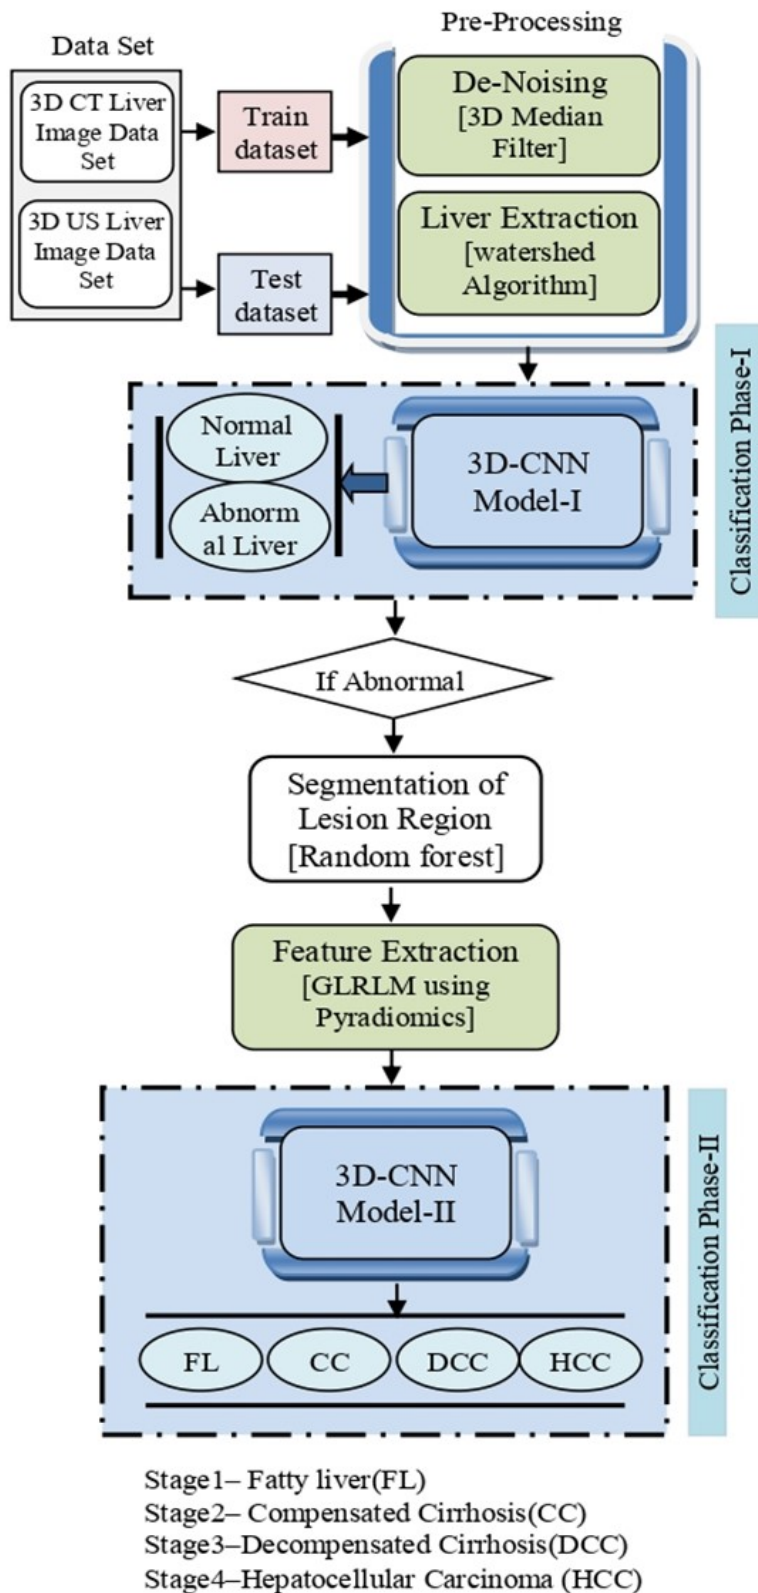 Data Set
3D CT Liver
Image Data
Set
3D US Liver
Image Data
Set
Train
dataset
Test
dataset
Pre-Processing
De-Noising
[3D Median
Filter]
Liver Extraction
[watershed
Algorithm]
Classification Phase-I
Normal
Liver
Abnorm
al Liver
3D-CNN
Model-I
If Abnormal
Segmentation of
Lesion Region
[Random forest]
Feature Extraction
[GLRLM using
Pyradiomics]
Classification Phase-II
3D-CNN
Model-II
FL
CC
DCC
HCC
Stage1– Fatty liver(FL)
Stage2– Compensated Cirrhosis(CC)
Stage3–Decompensated Cirrhosis(DCC)
Stage4–Hepatocellular Carcinoma (HCC)